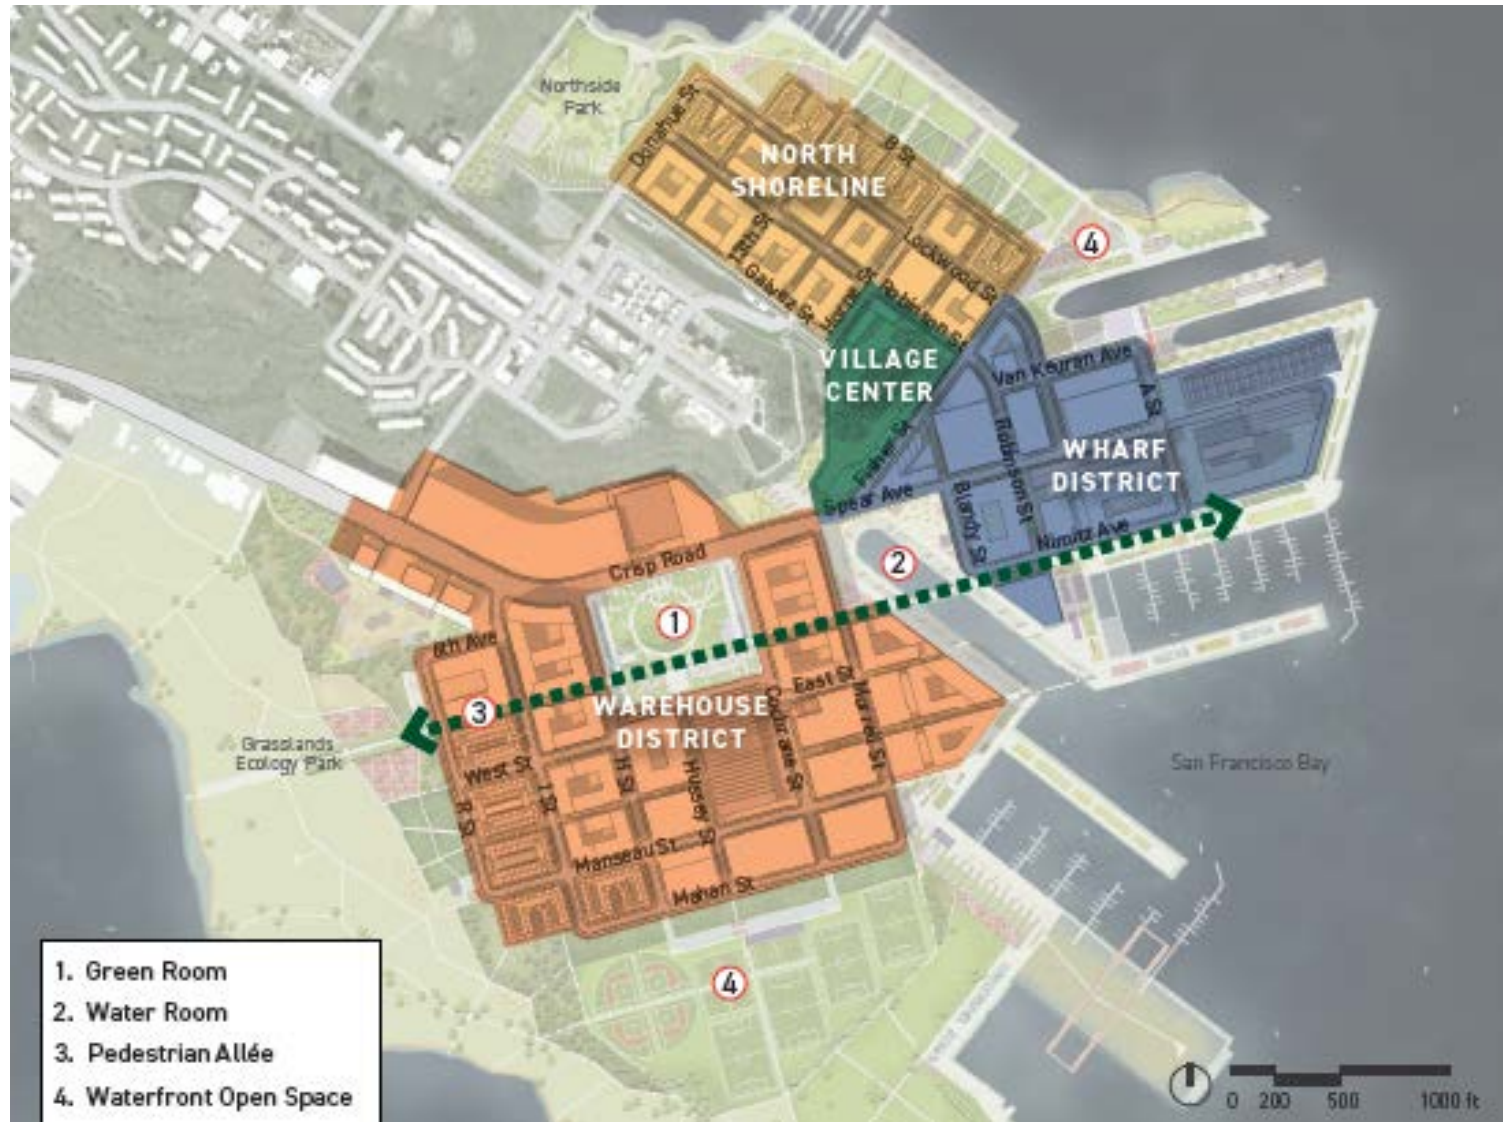 Northside
Park
Donahue St
B St
NORTH
SHORELINE
Lockwood St
Galvez St
Robinson St
4
VILLAGE
CENTER
Van Keuran Ave
A St
Fisher St
WHARF
DISTRICT
Robinson St
Spear Ave
Blandy St
Nimitz Ave
2
Crisp Road
1
6th Ave
3
East St
WAREHOUSE
DISTRICT
Cochrane St
Morrell St
Grasslands
Ecology Park
San Francisco Bay
West St
H St
I St
Hussey St
R St
Manseau St
Mahan St
4
1. Green Room
2. Water Room
3. Pedestrian Allée
4. Waterfront Open Space
0 200 500 1000 ft